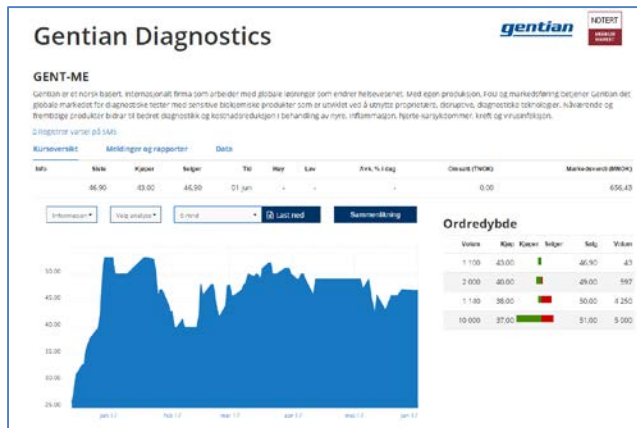 Gentian Diagnostics
gentian
NOTERT
MERKUR
MARKET
GENT-ME
Gentian er et norsk basert, internasjonalt firma som arbeider med globale løsninger som endrer helsevesenet. Med egen produksjon, FoU og markedsføring betjener Gentian det
globale markedet for diagnostiske tester med sensitive biokjemiske produkter som er utviklet ved å utnytte proprietære, disruptive, diagnostiske teknologier. Nåværende og
fremtidige produkter bidrar til bedret diagnostikk og kostnadsreduksjon i behandling av nyre, inflammasjon, hjerte-karsykdommer, kreft og virusinfeksjon.
Registrer varsel på SMS
Kursoversikt Meldinger og rapporter Data
Info Siste Kjøper Selger Tid Høy Lav Avk. % i dag Omsatt (TNOK) Markedsverdi (MNOK)
46,90 43,00 46,90 01 jun - - - 0,00 656,43
Informasjon Velg analyse 6 mnd Last ned Sammenlikning
Ordredybde
Volum Kjøp Kjøper Selger Selg Volum
1 100 43,00 46,90 43
2 000 40,00 49,00 597
1 140 38,00 50,00 4 250
10 000 37,00 51,00 5 000
50.00
45.00
40.00
35.00
30.00
25.00
jan 17 feb 17 mar 17 apr 17 mai 17 jun 17